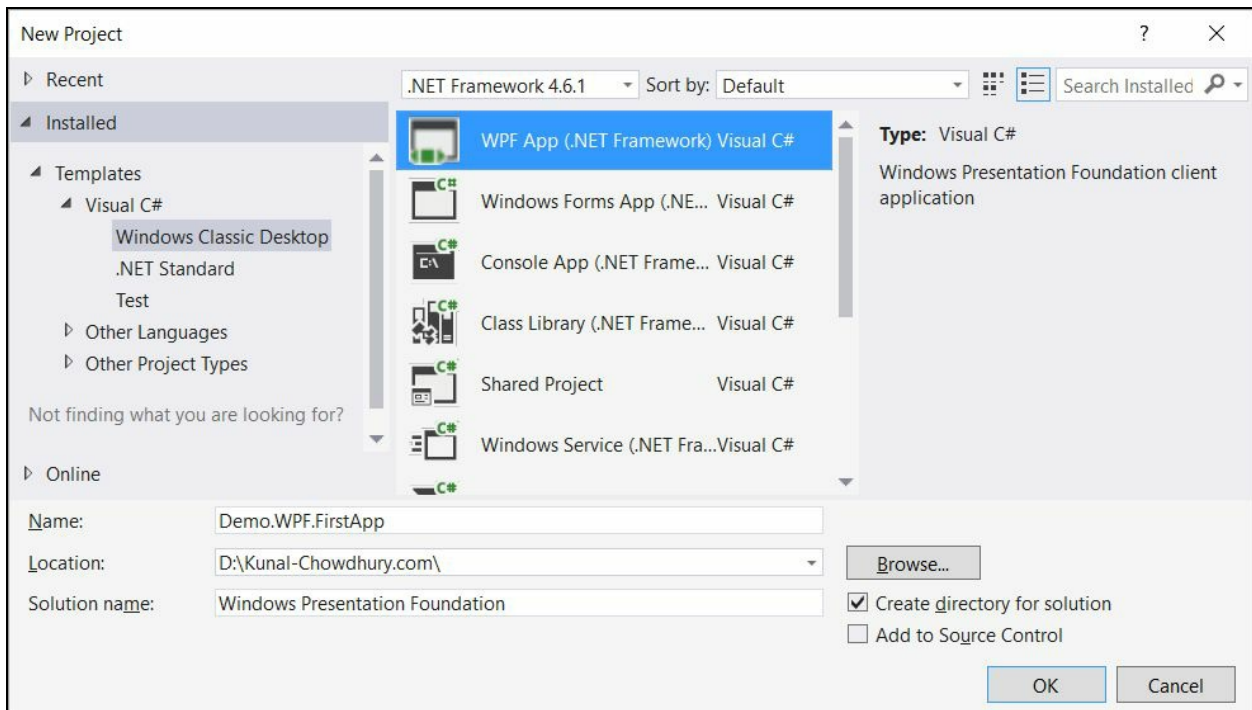 New Project
?
Recent
Installed
Templates
Visual C#
Windows Classic Desktop
.NET Standard
Test
Other Languages
Other Project Types
Not finding what you are looking for?
Online
.NET Framework 4.6.1
Sort by: Default
Search Installed
WPF App (.NET Framework) Visual C#
C#
Windows Forms App (.NE... Visual C#
C#
C:\
Console App (.NET Frame... Visual C#
C#
Class Library (.NET Frame... Visual C#
C#
Shared Project Visual C#
C#
Windows Service (.NET Fra...Visual C#
C#
Type: Visual C#
Windows Presentation Foundation client
application
Name: Demo.WPF.FirstApp
Location: D:\Kunal-Chowdhury.com\
Browse...
Solution name: Windows Presentation Foundation
Create directory for solution
Add to Source Control
OK
Cancel